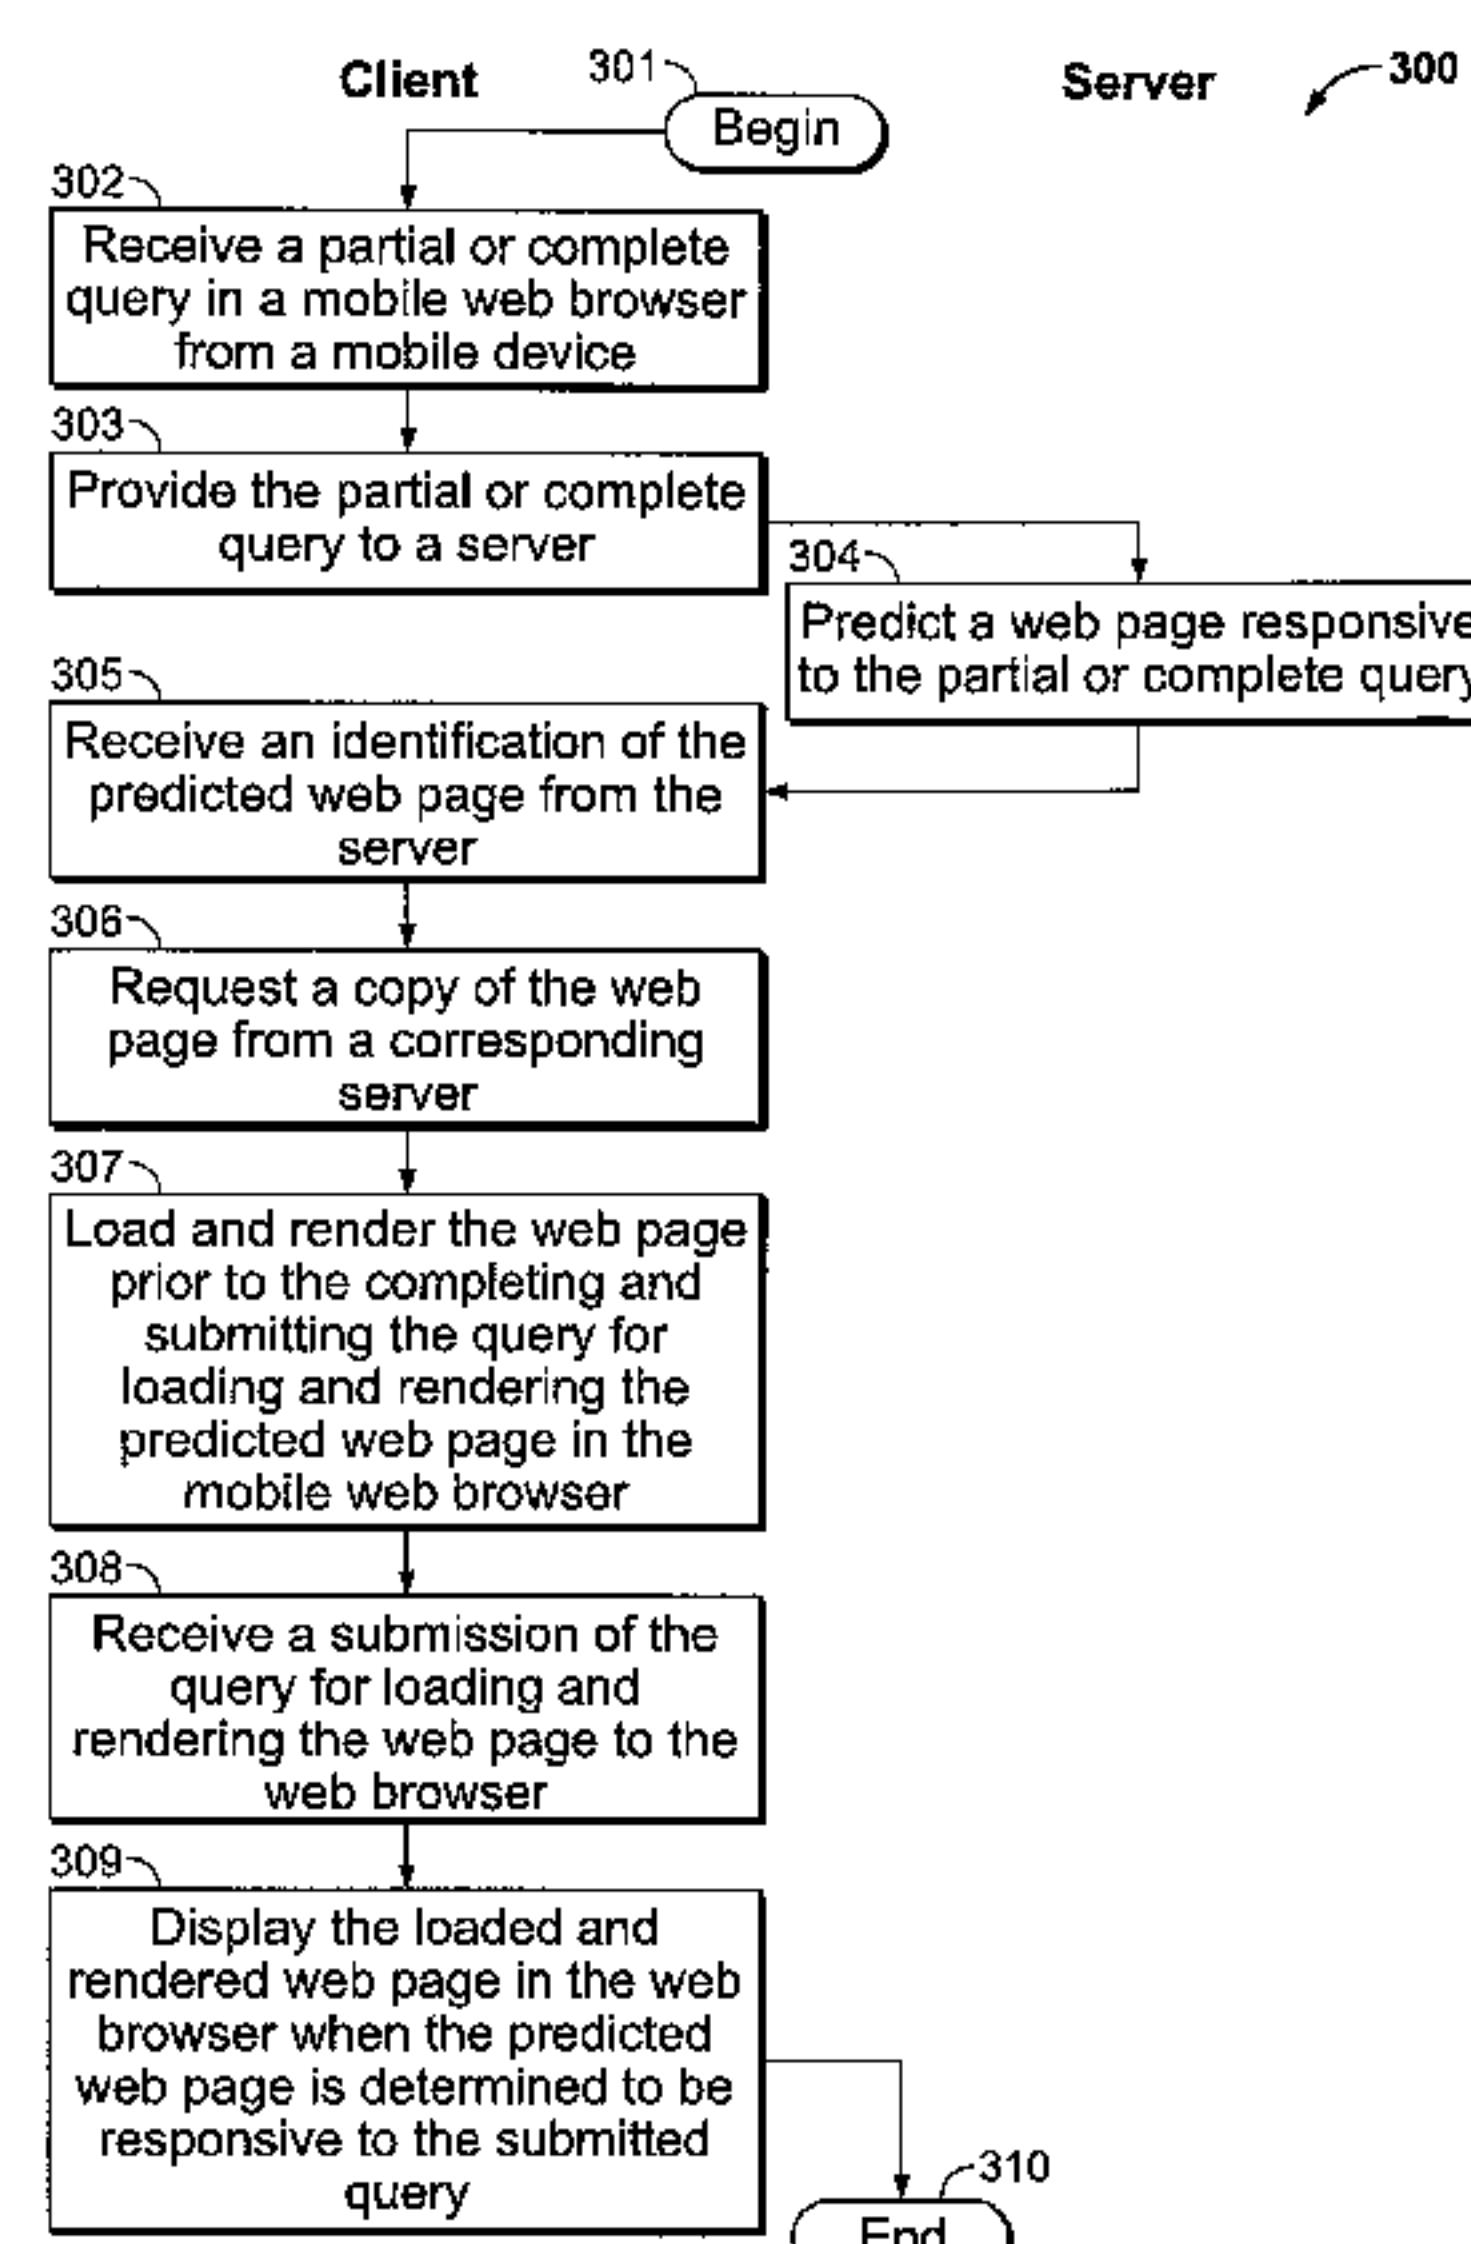 Client
301
Begin
Server
300
302
Receive a partial or complete
query in a mobile web browser
from a mobile device
303
Provide the partial or complete
query to a server
304
Predict a web page responsive
to the partial or complete query
305
Receive an identification of the
predicted web page from the
server
306
Request a copy of the web
page from a corresponding
server
307
Load and render the web page
prior to the completing and
submitting the query for
loading and rendering the
predicted web page in the
mobile web browser
308
Receive a submission of the
query for loading and
rendering the web page to the
web browser
309
Display the loaded and
rendered web page in the web
browser when the predicted
web page is determined to be
responsive to the submitted
query
310
End